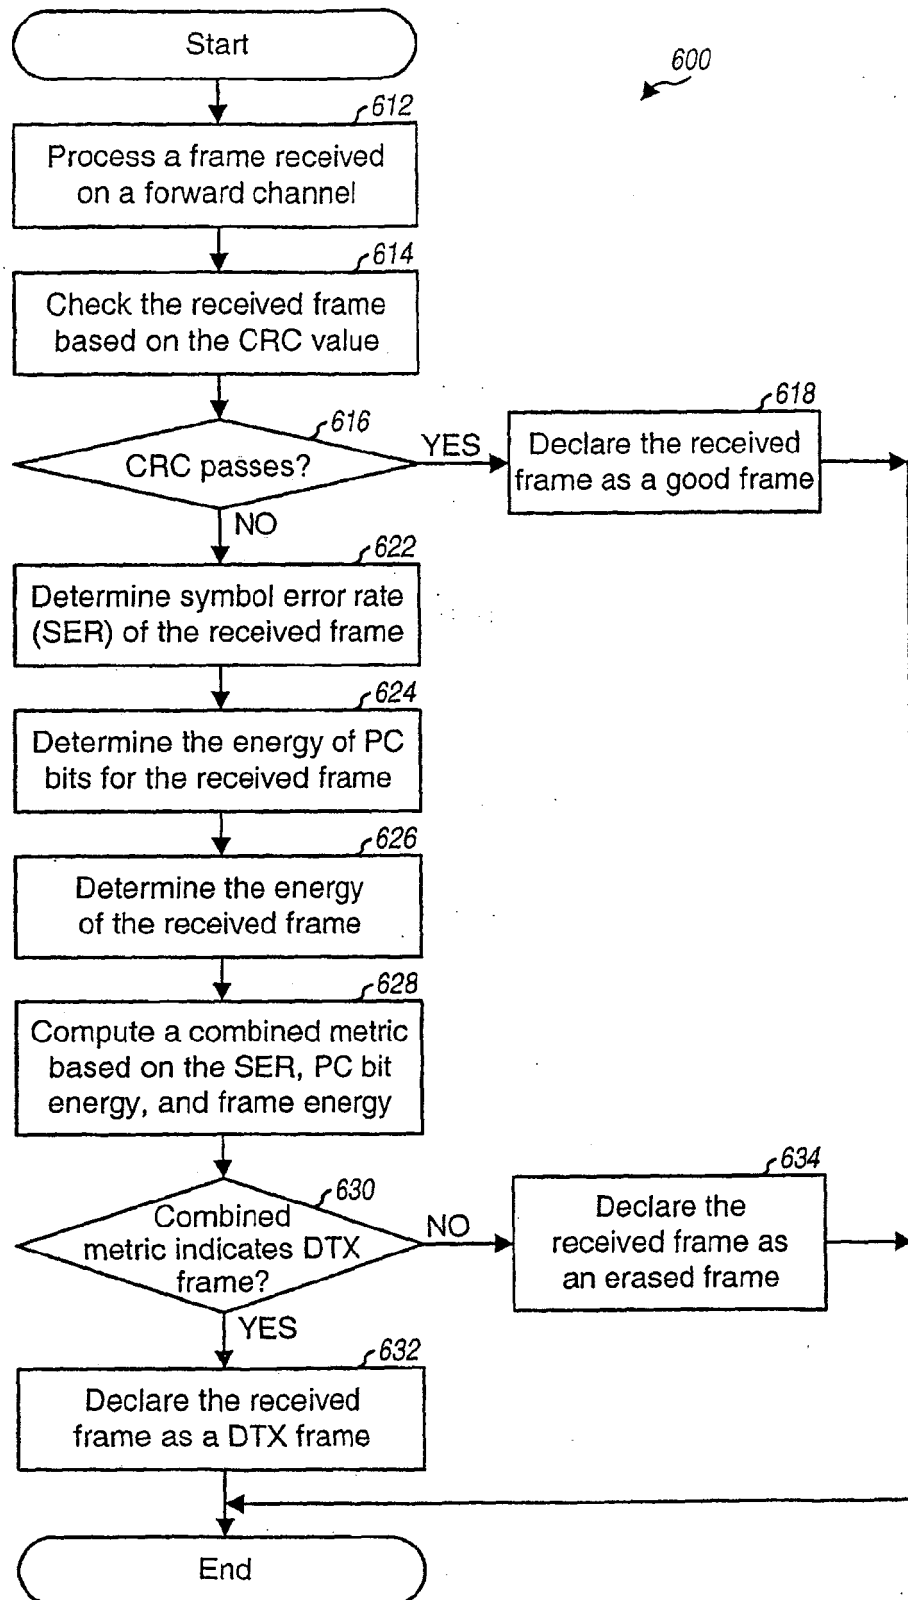 Start
600
612
Process a frame received
on a forward channel
614
Check the received frame
based on the CRC value
616
CRC passes?
YES
618
Declare the received
frame as a good frame
NO
622
Determine symbol error rate
(SER) of the received frame
624
Determine the energy of PC
bits for the received frame
626
Determine the energy
of the received frame
628
Compute a combined metric
based on the SER, PC bit
energy, and frame energy
630
Combined
metric indicates DTX
frame?
NO
634
Declare the
received frame as
an erased frame
YES
632
Declare the received
frame as a DTX frame
End